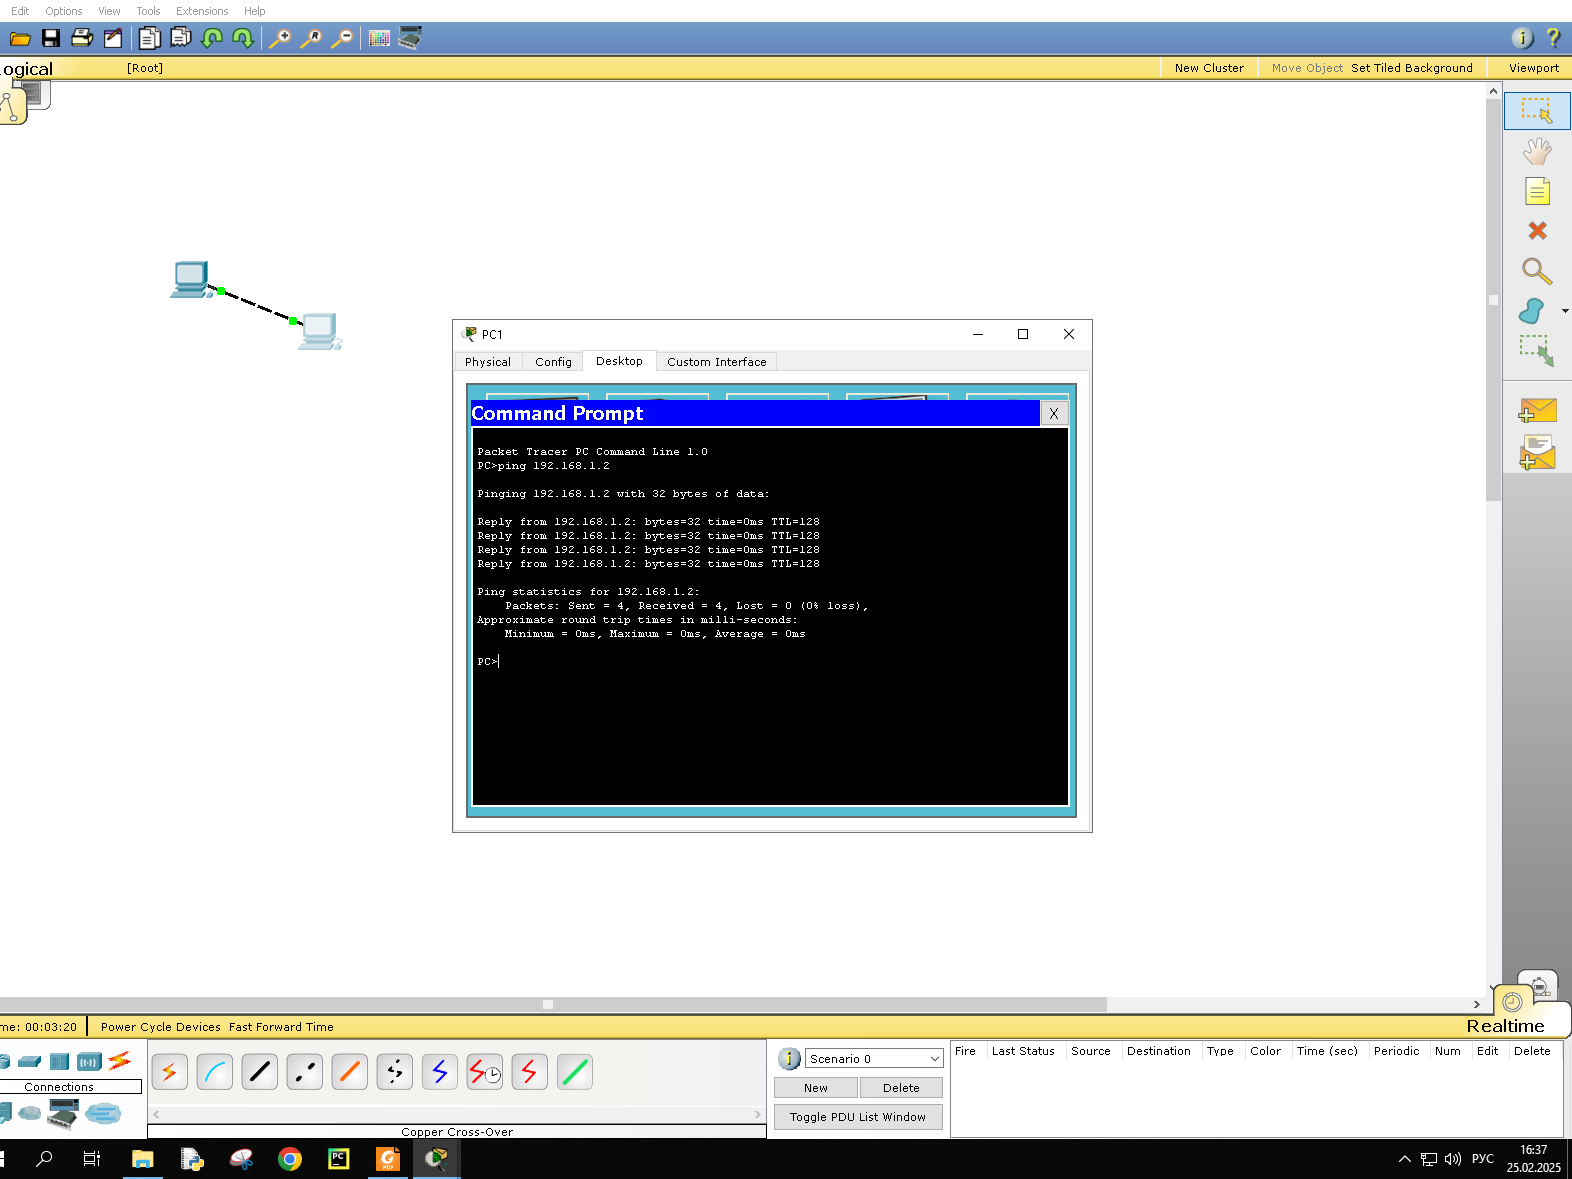 Edit Options View Tools Extensions Help
ogical [Root] New Cluster Move Object Set Tiled Background Viewport
PC1
Physical Config Desktop Custom Interface
Command Prompt X
Packet Tracer PC Command Line 1.0
PC>ping 192.168.1.2
Pinging 192.168.1.2 with 32 bytes of data:
Reply from 192.168.1.2: bytes=32 time=0ms TTL=128
Reply from 192.168.1.2: bytes=32 time=0ms TTL=128
Reply from 192.168.1.2: bytes=32 time=0ms TTL=128
Reply from 192.168.1.2: bytes=32 time=0ms TTL=128
Ping statistics for 192.168.1.2:
Packets: Sent = 4, Received = 4, Lost = 0 (0% loss),
Approximate round trip times in milli-seconds:
Minimum = 0ms, Maximum = 0ms, Average = 0ms
PC>
me: 00:03:20 Power Cycle Devices Fast Forward Time Realtime
Connections
Copper Cross-Over
Scenario 0
New Delete
Toggle PDU List Window
Fire Last Status Source Destination Type Color Time (sec) Periodic Num Edit Delete
РУС
16:37
25.02.2025